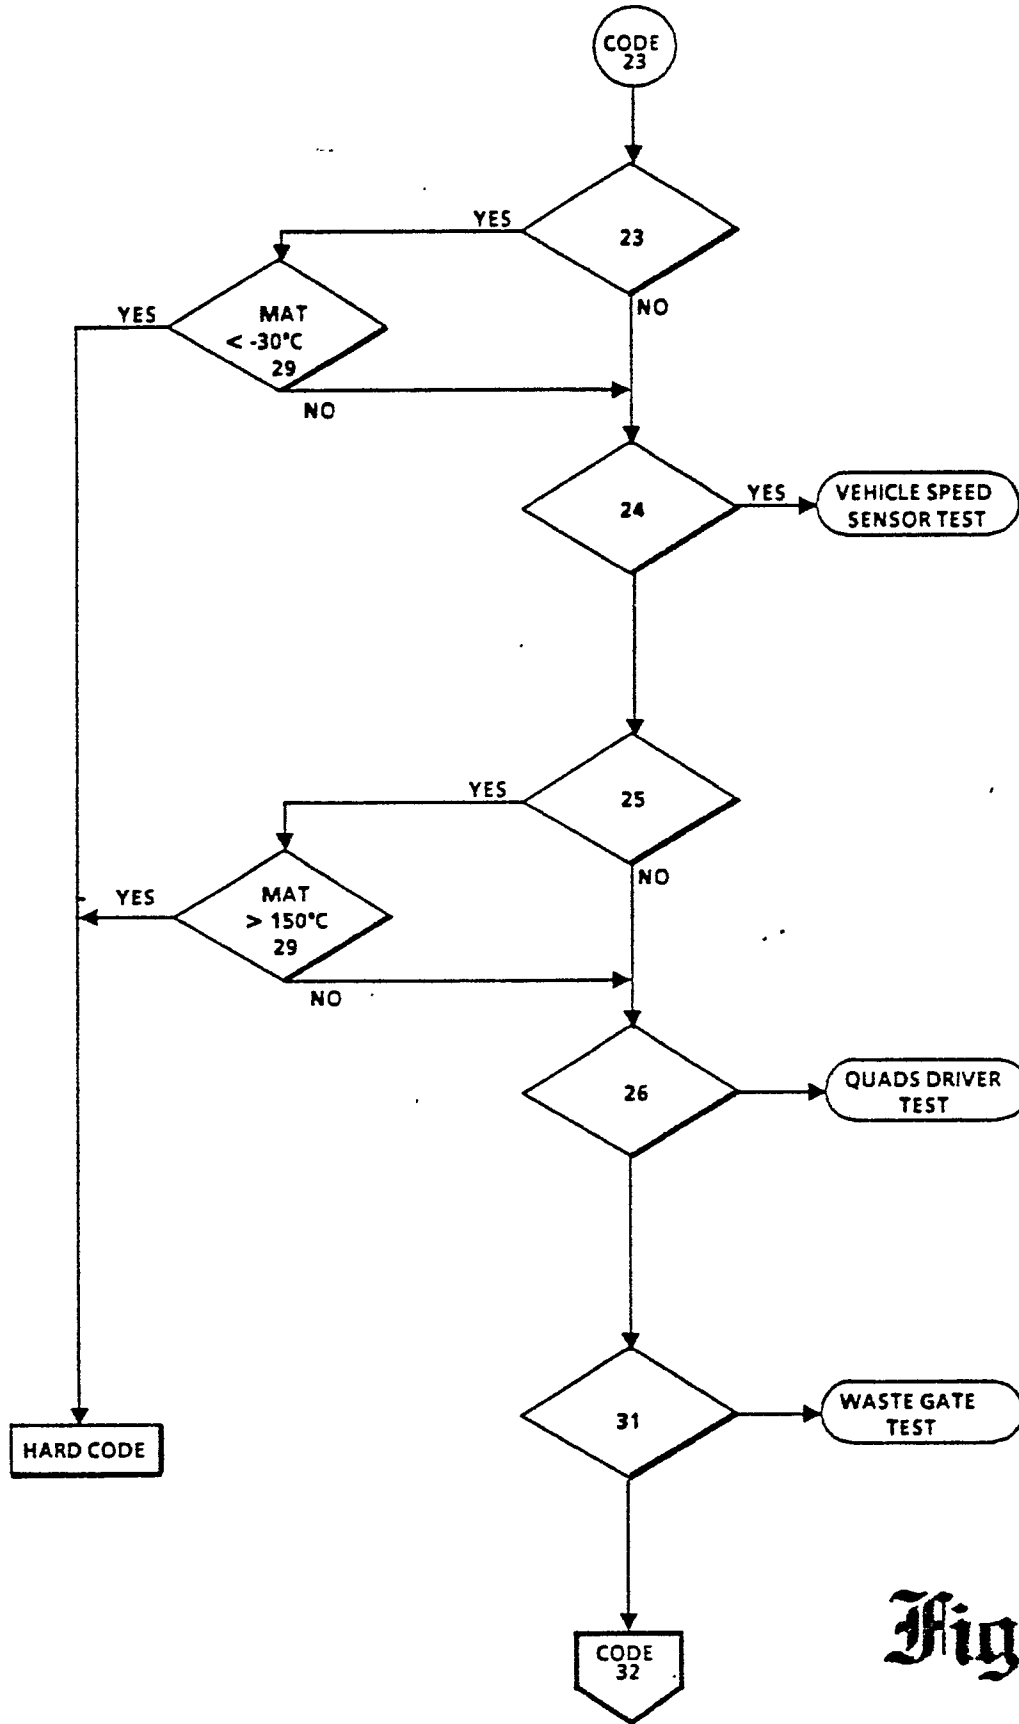 CODE
23
YES
23
YES
MAT
< -30°C
29
NO
NO
24
YES
VEHICLE SPEED
SENSOR TEST
YES
25
YES
MAT
> 150°C
29
NO
NO
26
QUADS DRIVER
TEST
31
WASTE GATE
TEST
HARD CODE
CODE
32
Fig